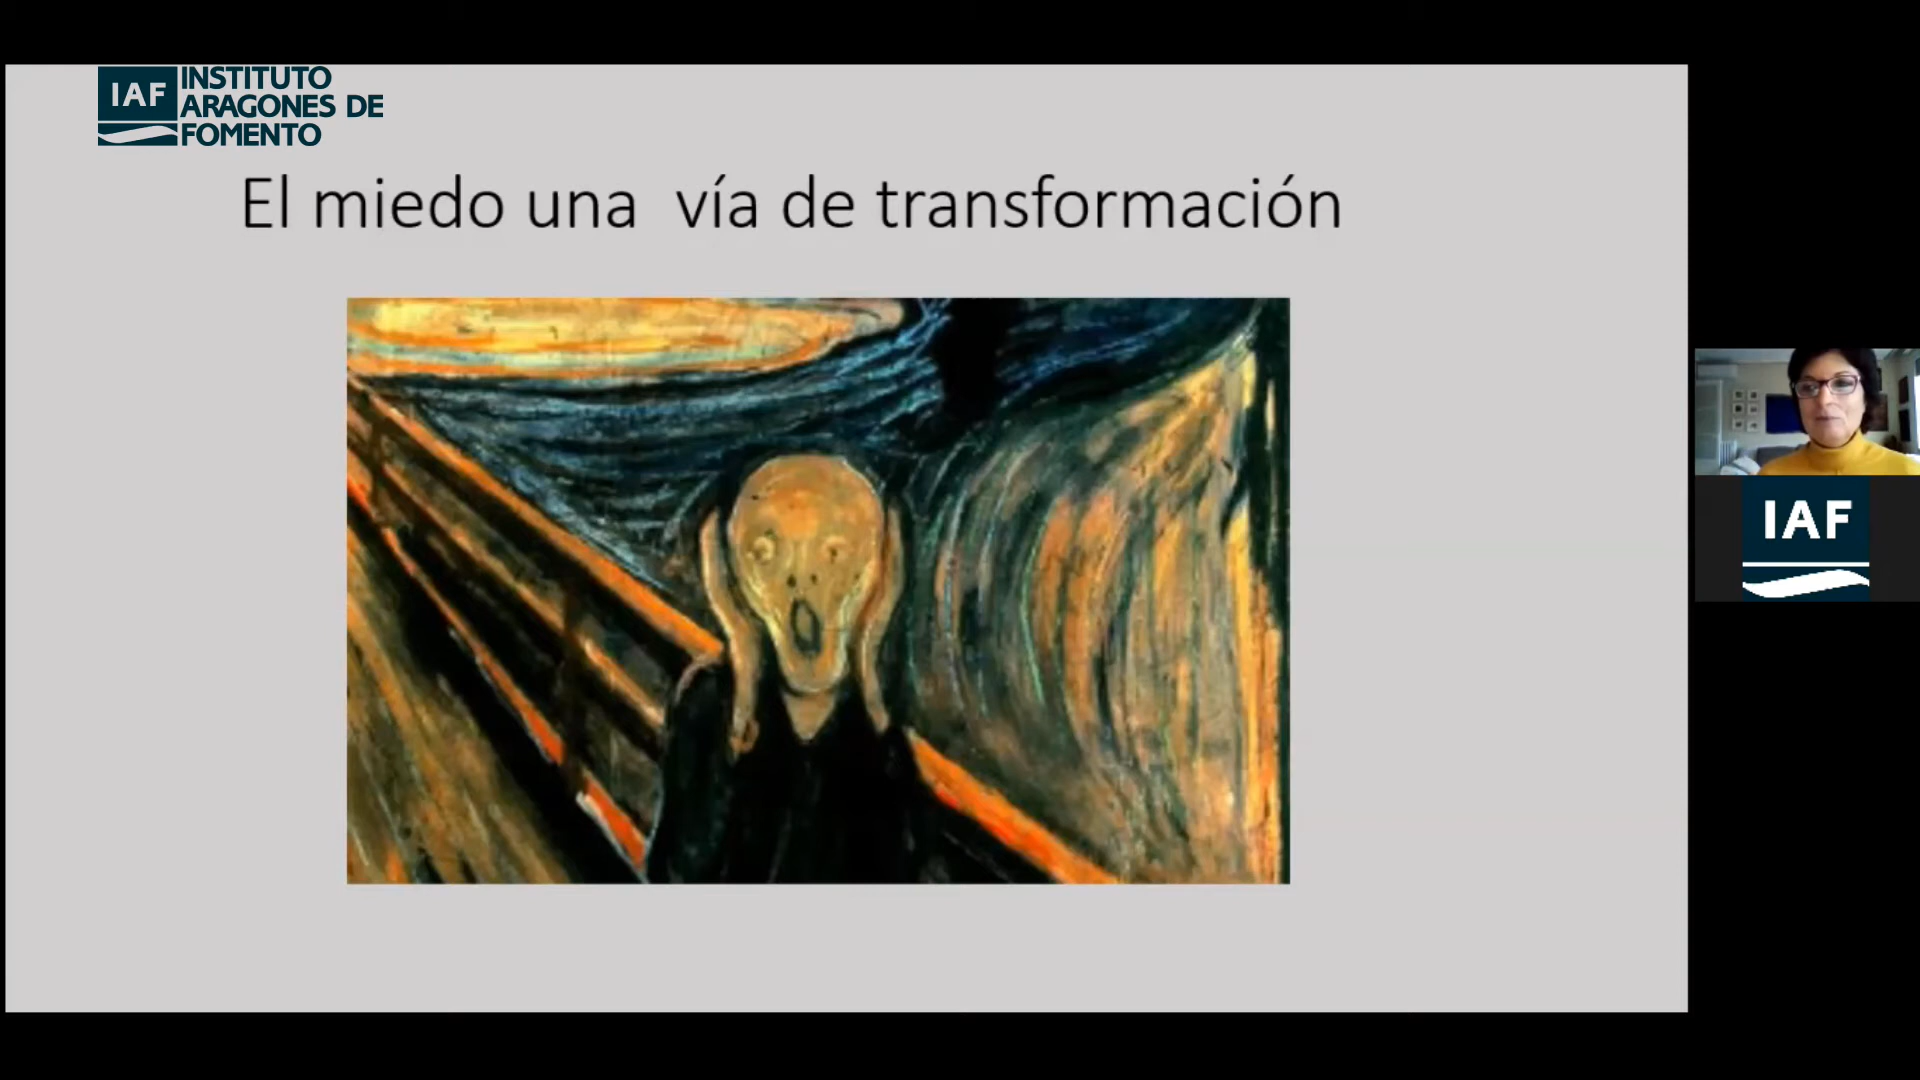 IAF INSTITUTO
ARAGONES DE
FOMENTO
El miedo una  vía de transformación
IAF